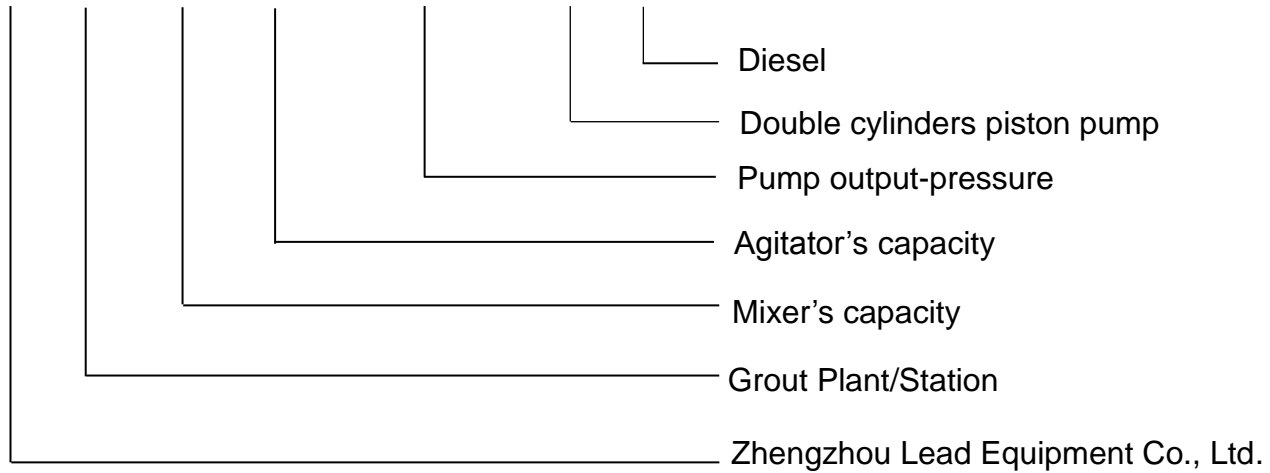 Diesel
Double cylinders piston pump
Pump output-pressure
Agitator’s capacity
Mixer’s capacity
Grout Plant/Station
Zhengzhou Lead Equipment Co., Ltd.